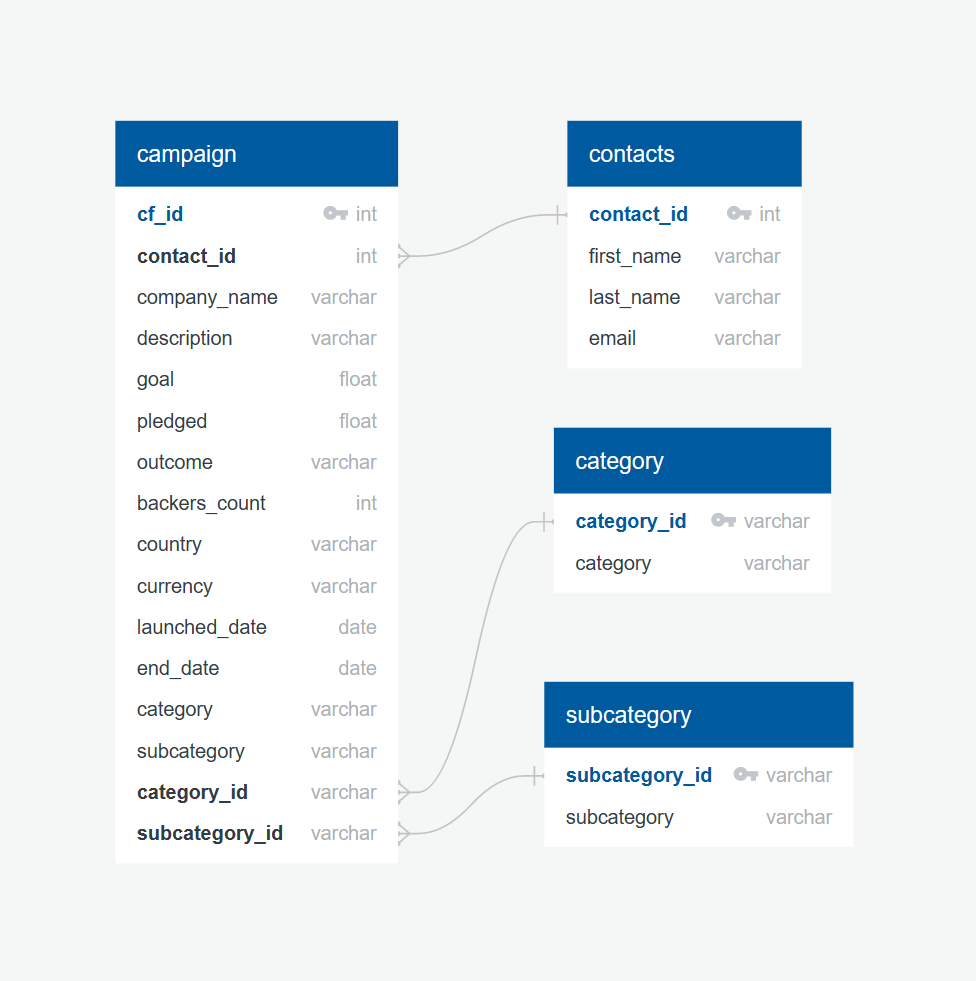 campaign
cf_id int
contact_id int
company_name varchar
description varchar
goal float
pledged float
outcome varchar
backers_count int
country varchar
currency varchar
launched_date date
end_date date
category varchar
subcategory varchar
category_id varchar
subcategory_id varchar
contacts
contact_id int
first_name varchar
last_name varchar
email varchar
category
category_id varchar
category varchar
subcategory
subcategory_id varchar
subcategory varchar